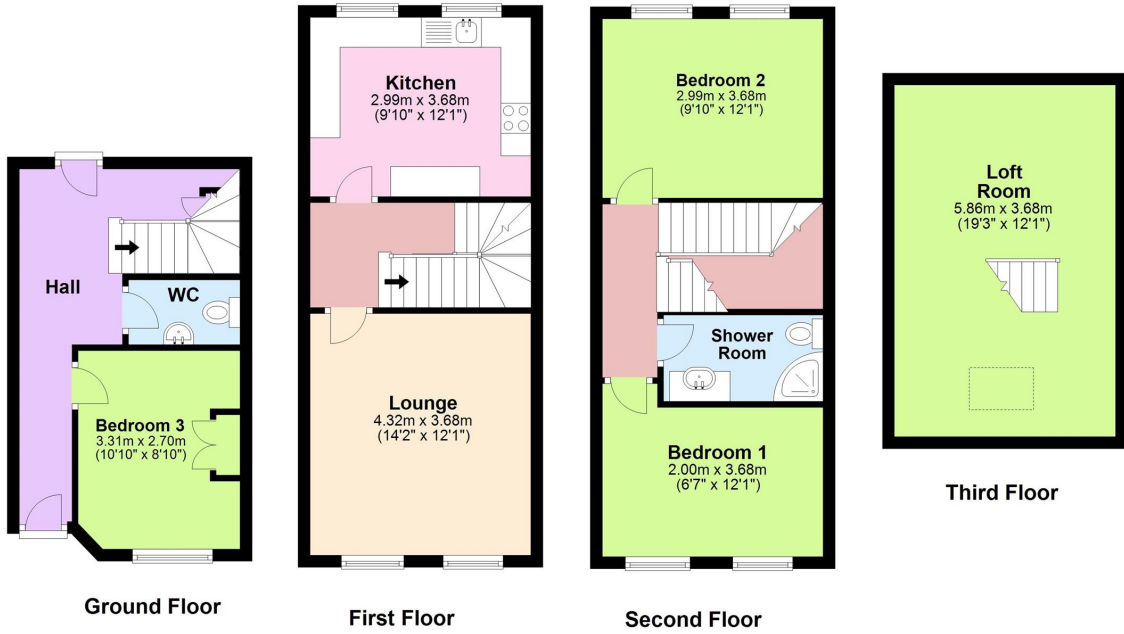 Hall
WC
Bedroom 3
3.31m x 2.70m
(10'10" x 8'10")
Ground Floor
Kitchen
2.99m x 3.68m
(9'10" x 12'1")
Lounge
4.32m x 3.68m
(14'2" x 12'1")
First Floor
Bedroom 2
2.99m x 3.68m
(9'10" x 12'1")
Shower
Room
Bedroom 1
2.00m x 3.68m
(6'7" x 12'1")
Second Floor
Loft
Room
5.86m x 3.68m
(19'3" x 12'1")
Third Floor